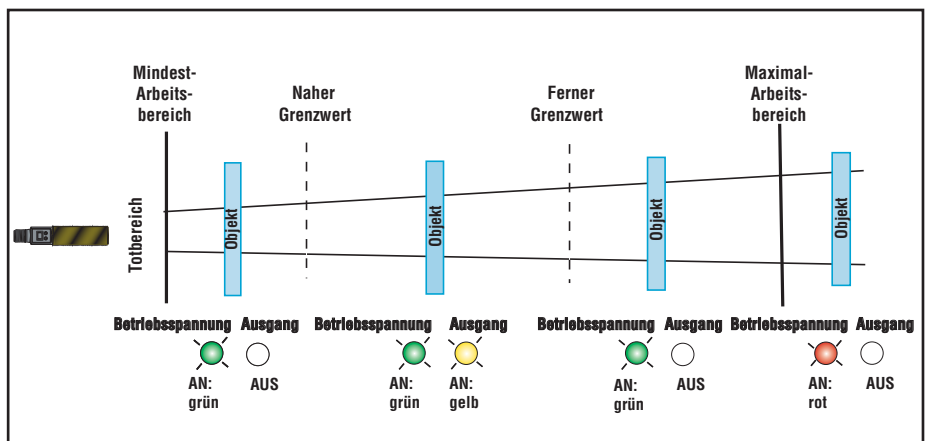 Mindest-
Arbeits-
bereich
Naher
Grenzwert
Ferner
Grenzwert
Maximal-
Arbeits-
bereich
Totbereich
Objekt
Objekt
Objekt
Objekt
Betriebsspannung Ausgang
AN:
grün
AUS
Betriebsspannung Ausgang
AN:
grün
AN:
gelb
Betriebsspannung Ausgang
AN:
grün
AUS
Betriebsspannung Ausgang
AN:
rot
AUS